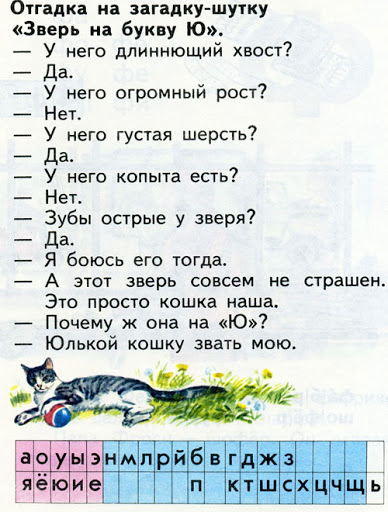 Отгадка на загадку-шутку
«Зверь на букву Ю».
— У него длиннющий хвост?
— Да.
— У него огромный рост?
— Нет.
— У него густая шерсть?
— Да.
— У него копыта есть?
— Нет.
— Зубы острые у зверя?
— Да.
— Я боюсь его тогда.
— А этот зверь совсем не страшен.
Это просто кошка наша.
— Почему ж она на «Ю»?
— Юлькой кошку звать мою.
а о у ы э н м л р й б в г д ж з
я ё ю и е п к т ш с х ц ч щ ь